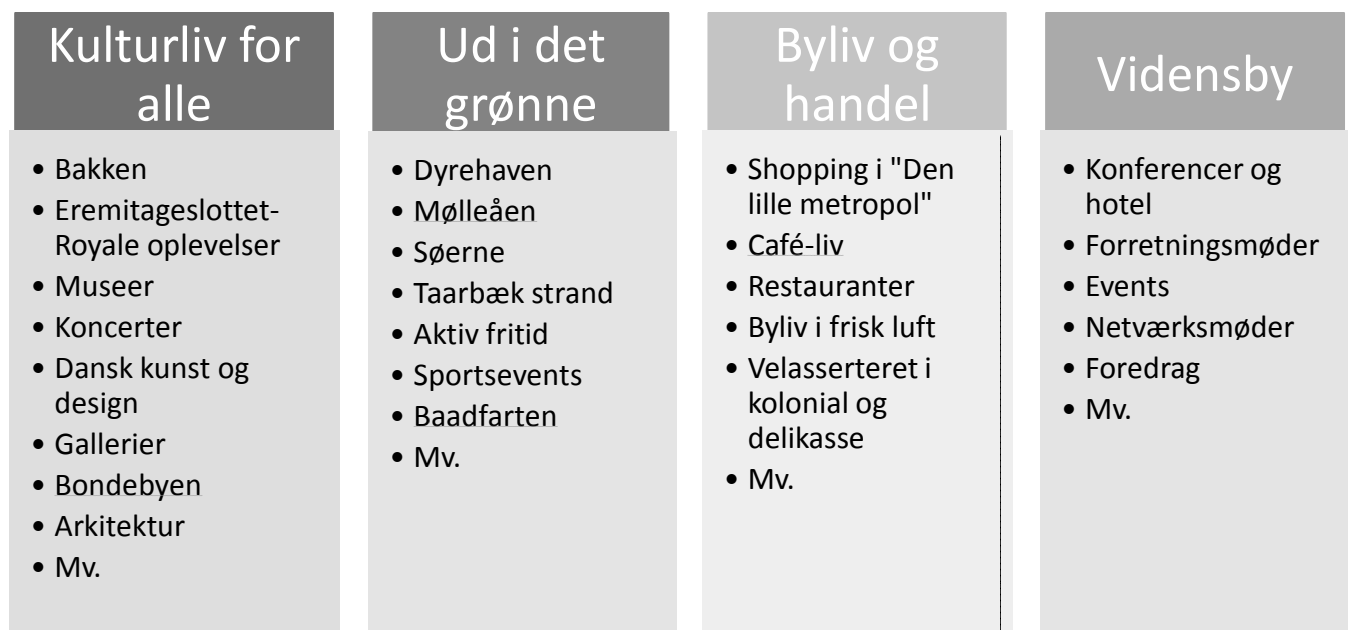 Kulturliv for
alle
• Bakken
• Eremitageslottet-
Royale oplevelser
• Museer
• Koncerter
• Dansk kunst og
design
• Gallerier
• Bondebyen
• Arkitektur
• Mv.
Ud i det
grønne
• Dyrehaven
• Mølleåen
• Søerne
• Taarbæk strand
• Aktiv fritid
• Sportsevents
• Baadfarten
• Mv.
Byliv og
handel
• Shopping i "Den
lille metropol"
• Café-liv
• Restauranter
• Byliv i frisk luft
• Velasserteret i
kolonial og
delikasse
• Mv.
Vidensby
• Konferencer og
hotel
• Forretningsmøder
• Events
• Netværksmøder
• Foredrag
• Mv.